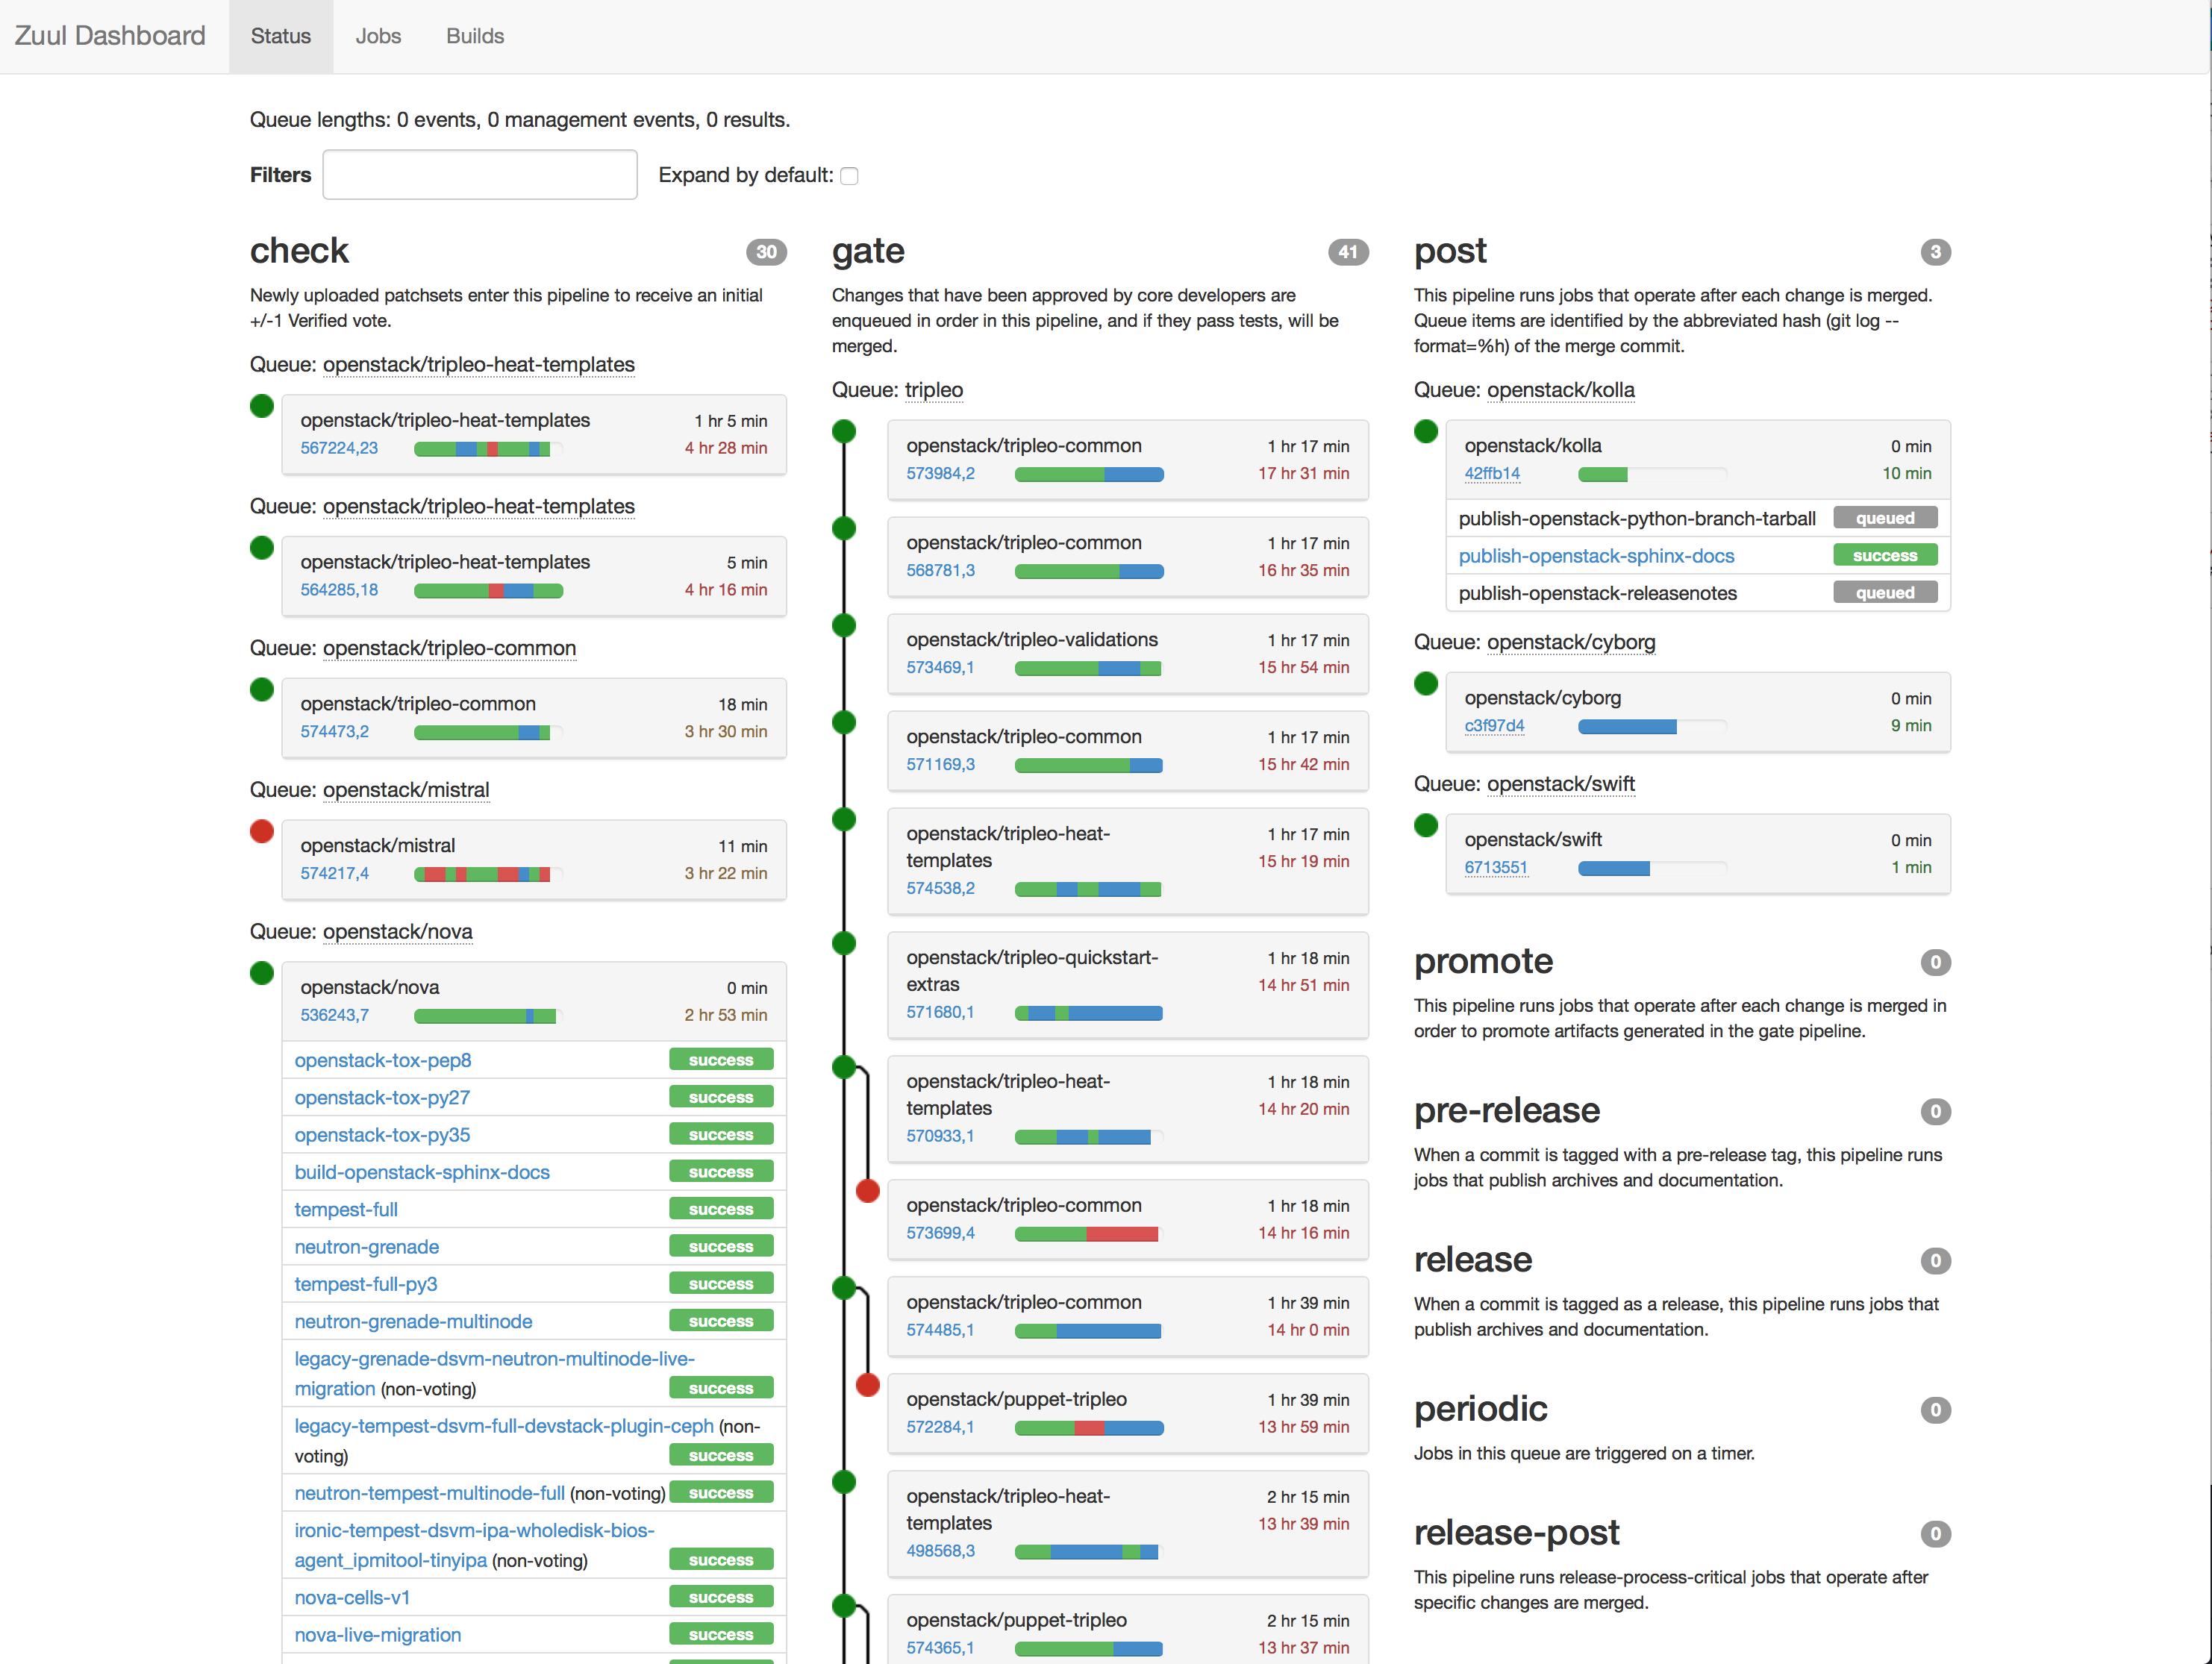 Zuul Dashboard
Status
Jobs
Builds
Queue lengths: 0 events, 0 management events, 0 results.
Filters
Expand by default:
check
30
Newly uploaded patchsets enter this pipeline to receive an initial
+/-1 Verified vote.
Queue: openstack/tripleo-heat-templates
openstack/tripleo-heat-templates
1 hr 5 min
567224,23
4 hr 28 min
Queue: openstack/tripleo-heat-templates
openstack/tripleo-heat-templates
5 min
564285,18
4 hr 16 min
Queue: openstack/tripleo-common
openstack/tripleo-common
18 min
574473,2
3 hr 30 min
Queue: openstack/mistral
openstack/mistral
11 min
574217,4
3 hr 22 min
Queue: openstack/nova
openstack/nova
0 min
536243,7
2 hr 53 min
openstack-tox-pep8
success
openstack-tox-py27
success
openstack-tox-py35
success
build-openstack-sphinx-docs
success
tempest-full
success
neutron-grenade
success
tempest-full-py3
success
neutron-grenade-multinode
success
legacy-grenade-dsvm-neutron-multinode-live-
migration (non-voting)
success
legacy-tempest-dsvm-full-devstack-plugin-ceph (non-
voting)
success
neutron-tempest-multinode-full (non-voting)
success
ironic-tempest-dsvm-ipa-wholedisk-bios-
agent_ipmitool-tinyipa (non-voting)
success
nova-cells-v1
success
nova-live-migration
success
gate
41
Changes that have been approved by core developers are
enqueued in order in this pipeline, and if they pass tests, will be
merged.
Queue: tripleo
openstack/tripleo-common
1 hr 17 min
573984,2
17 hr 31 min
openstack/tripleo-common
1 hr 17 min
568781,3
16 hr 35 min
openstack/tripleo-validations
1 hr 17 min
573469,1
15 hr 54 min
openstack/tripleo-common
1 hr 17 min
571169,3
15 hr 42 min
openstack/tripleo-heat-
templates
1 hr 17 min
15 hr 19 min
574538,2
openstack/tripleo-quickstart-
extras
1 hr 18 min
14 hr 51 min
571680,1
openstack/tripleo-heat-
templates
1 hr 18 min
14 hr 20 min
570933,1
openstack/tripleo-common
1 hr 18 min
573699,4
14 hr 16 min
openstack/tripleo-common
1 hr 39 min
574485,1
14 hr 0 min
openstack/puppet-tripleo
1 hr 39 min
572284,1
13 hr 59 min
openstack/tripleo-heat-
templates
2 hr 15 min
13 hr 39 min
498568,3
openstack/puppet-tripleo
2 hr 15 min
574365,1
13 hr 37 min
post
3
This pipeline runs jobs that operate after each change is merged.
Queue items are identified by the abbreviated hash (git log --
format=%h) of the merge commit.
Queue: openstack/kolla
openstack/kolla
0 min
42ffb14
10 min
publish-openstack-python-branch-tarball
queued
publish-openstack-sphinx-docs
success
publish-openstack-releasenotes
queued
Queue: openstack/cyborg
openstack/cyborg
0 min
c3f97d4
9 min
Queue: openstack/swift
openstack/swift
0 min
6713551
1 min
promote
0
This pipeline runs jobs that operate after each change is merged in
order to promote artifacts generated in the gate pipeline.
pre-release
0
When a commit is tagged with a pre-release tag, this pipeline runs
jobs that publish archives and documentation.
release
0
When a commit is tagged as a release, this pipeline runs jobs that
publish archives and documentation.
periodic
0
Jobs in this queue are triggered on a timer.
release-post
0
This pipeline runs release-process-critical jobs that operate after
specific changes are merged.